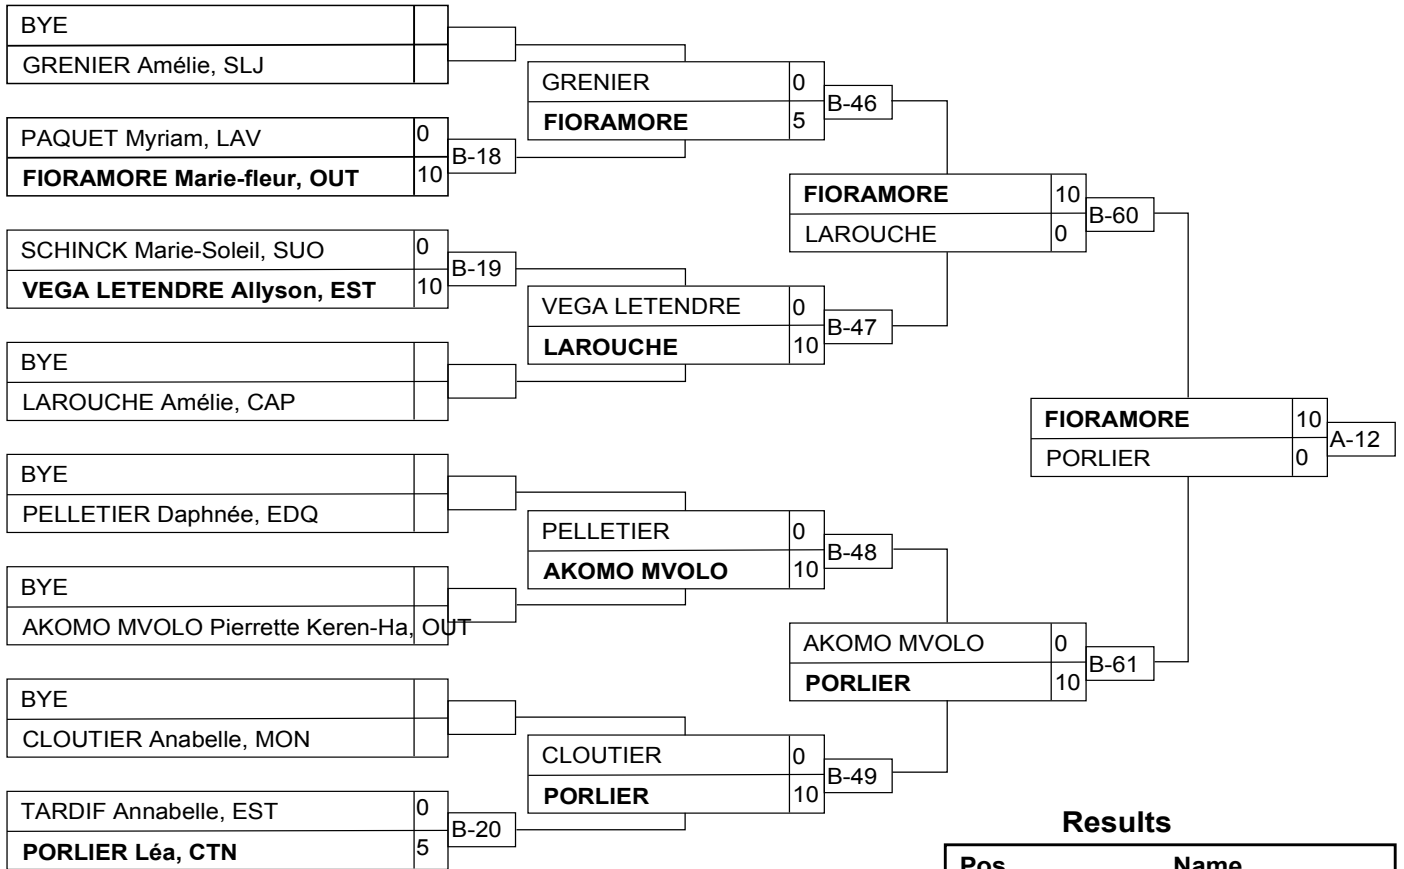 BYE
GRENIER Amélie, SLJ
PAQUET Myriam, LAV 0
FIORAMORE Marie-fleur, OUT 10
B-18
SCHINCK Marie-Soleil, SUO 0
VEGA LETENDRE Allyson, EST 10
B-19
BYE
LAROUCHE Amélie, CAP
BYE
PELLETIER Daphnée, EDQ
BYE
AKOMO MVOLO Pierrette Keren-Ha, OUT
BYE
CLOUTIER Anabelle, MON
TARDIF Annabelle, EST 0
PORLIER Léa, CTN 5
B-20
GRENIER 0
FIORAMORE 5
B-46
VEGA LETENDRE 0
LAROUCHE 10
B-47
PELLETIER 0
AKOMO MVOLO 10
B-48
CLOUTIER 0
PORLIER 10
B-49
FIORAMORE 10
LAROUCHE 0
B-60
AKOMO MVOLO 0
PORLIER 10
B-61
FIORAMORE 10
PORLIER 0
A-12
Results
Pos Name